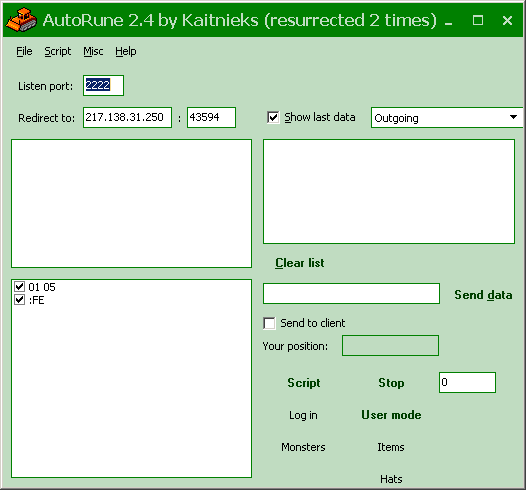 AutoRune 2.4 by Kaitnieks (resurrected 2 times)
File Script Misc Help
Listen port: 2222
Redirect to: 217.138.31.250 : 43594 Show last data Outgoing
Clear list
01 05
:FE
Send data
Send to client
Your position:
Script Stop 0
Log in User mode
Monsters Items
Hats